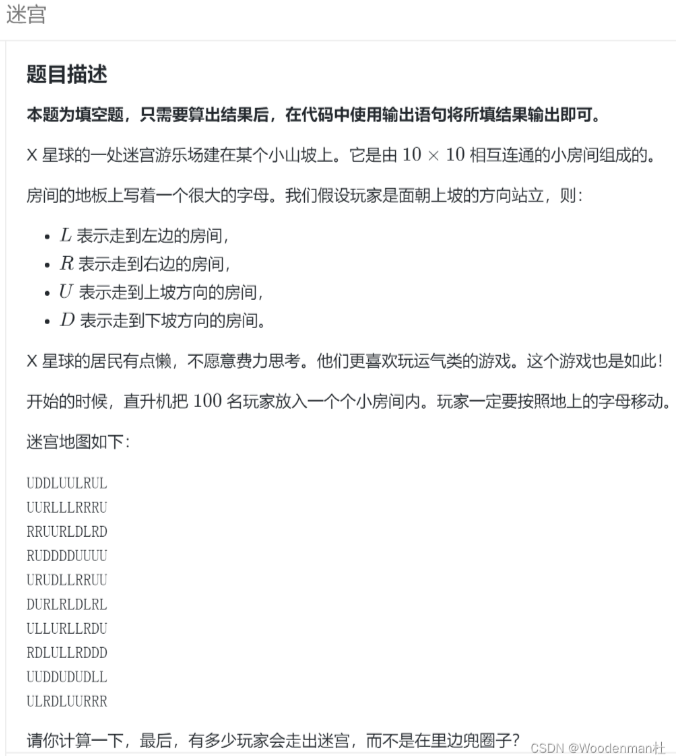 迷宫
题目描述
本题为填空题，只需要算出结果后，在代码中使用输出语句将所填结果输出即可。
X 星球的一处迷宫游乐场建在某个小山坡上。它是由 10 × 10 相互连通的小房间组成的。
房间的地板上写着一个很大的字母。我们假设玩家是面朝上坡的方向站立，则：
• L 表示走到左边的房间，
• R 表示走到右边的房间，
• U 表示走到上坡方向的房间，
• D 表示走到下坡方向的房间。
X 星球的居民有点懒，不愿意费力思考。他们更喜欢玩运气类的游戏。这个游戏也是如此！
开始的时候，直升机把 100 名玩家放入一个个小房间内。玩家一定要按照地上的字母移动。
迷宫地图如下：
UDDLUULRUL
UURLLLRRRU
RRUURLDLRD
RUDDDDUUUU
URUDLLRRUU
DURLRLDLRL
ULLURLLRDU
RDLULLRDDD
UUDDUDUDLL
ULRDLUURRR
请你计算一下，最后，有多少玩家会走出迷宫，而不是在里边兜圈子？
CSDN @Woodenman杜